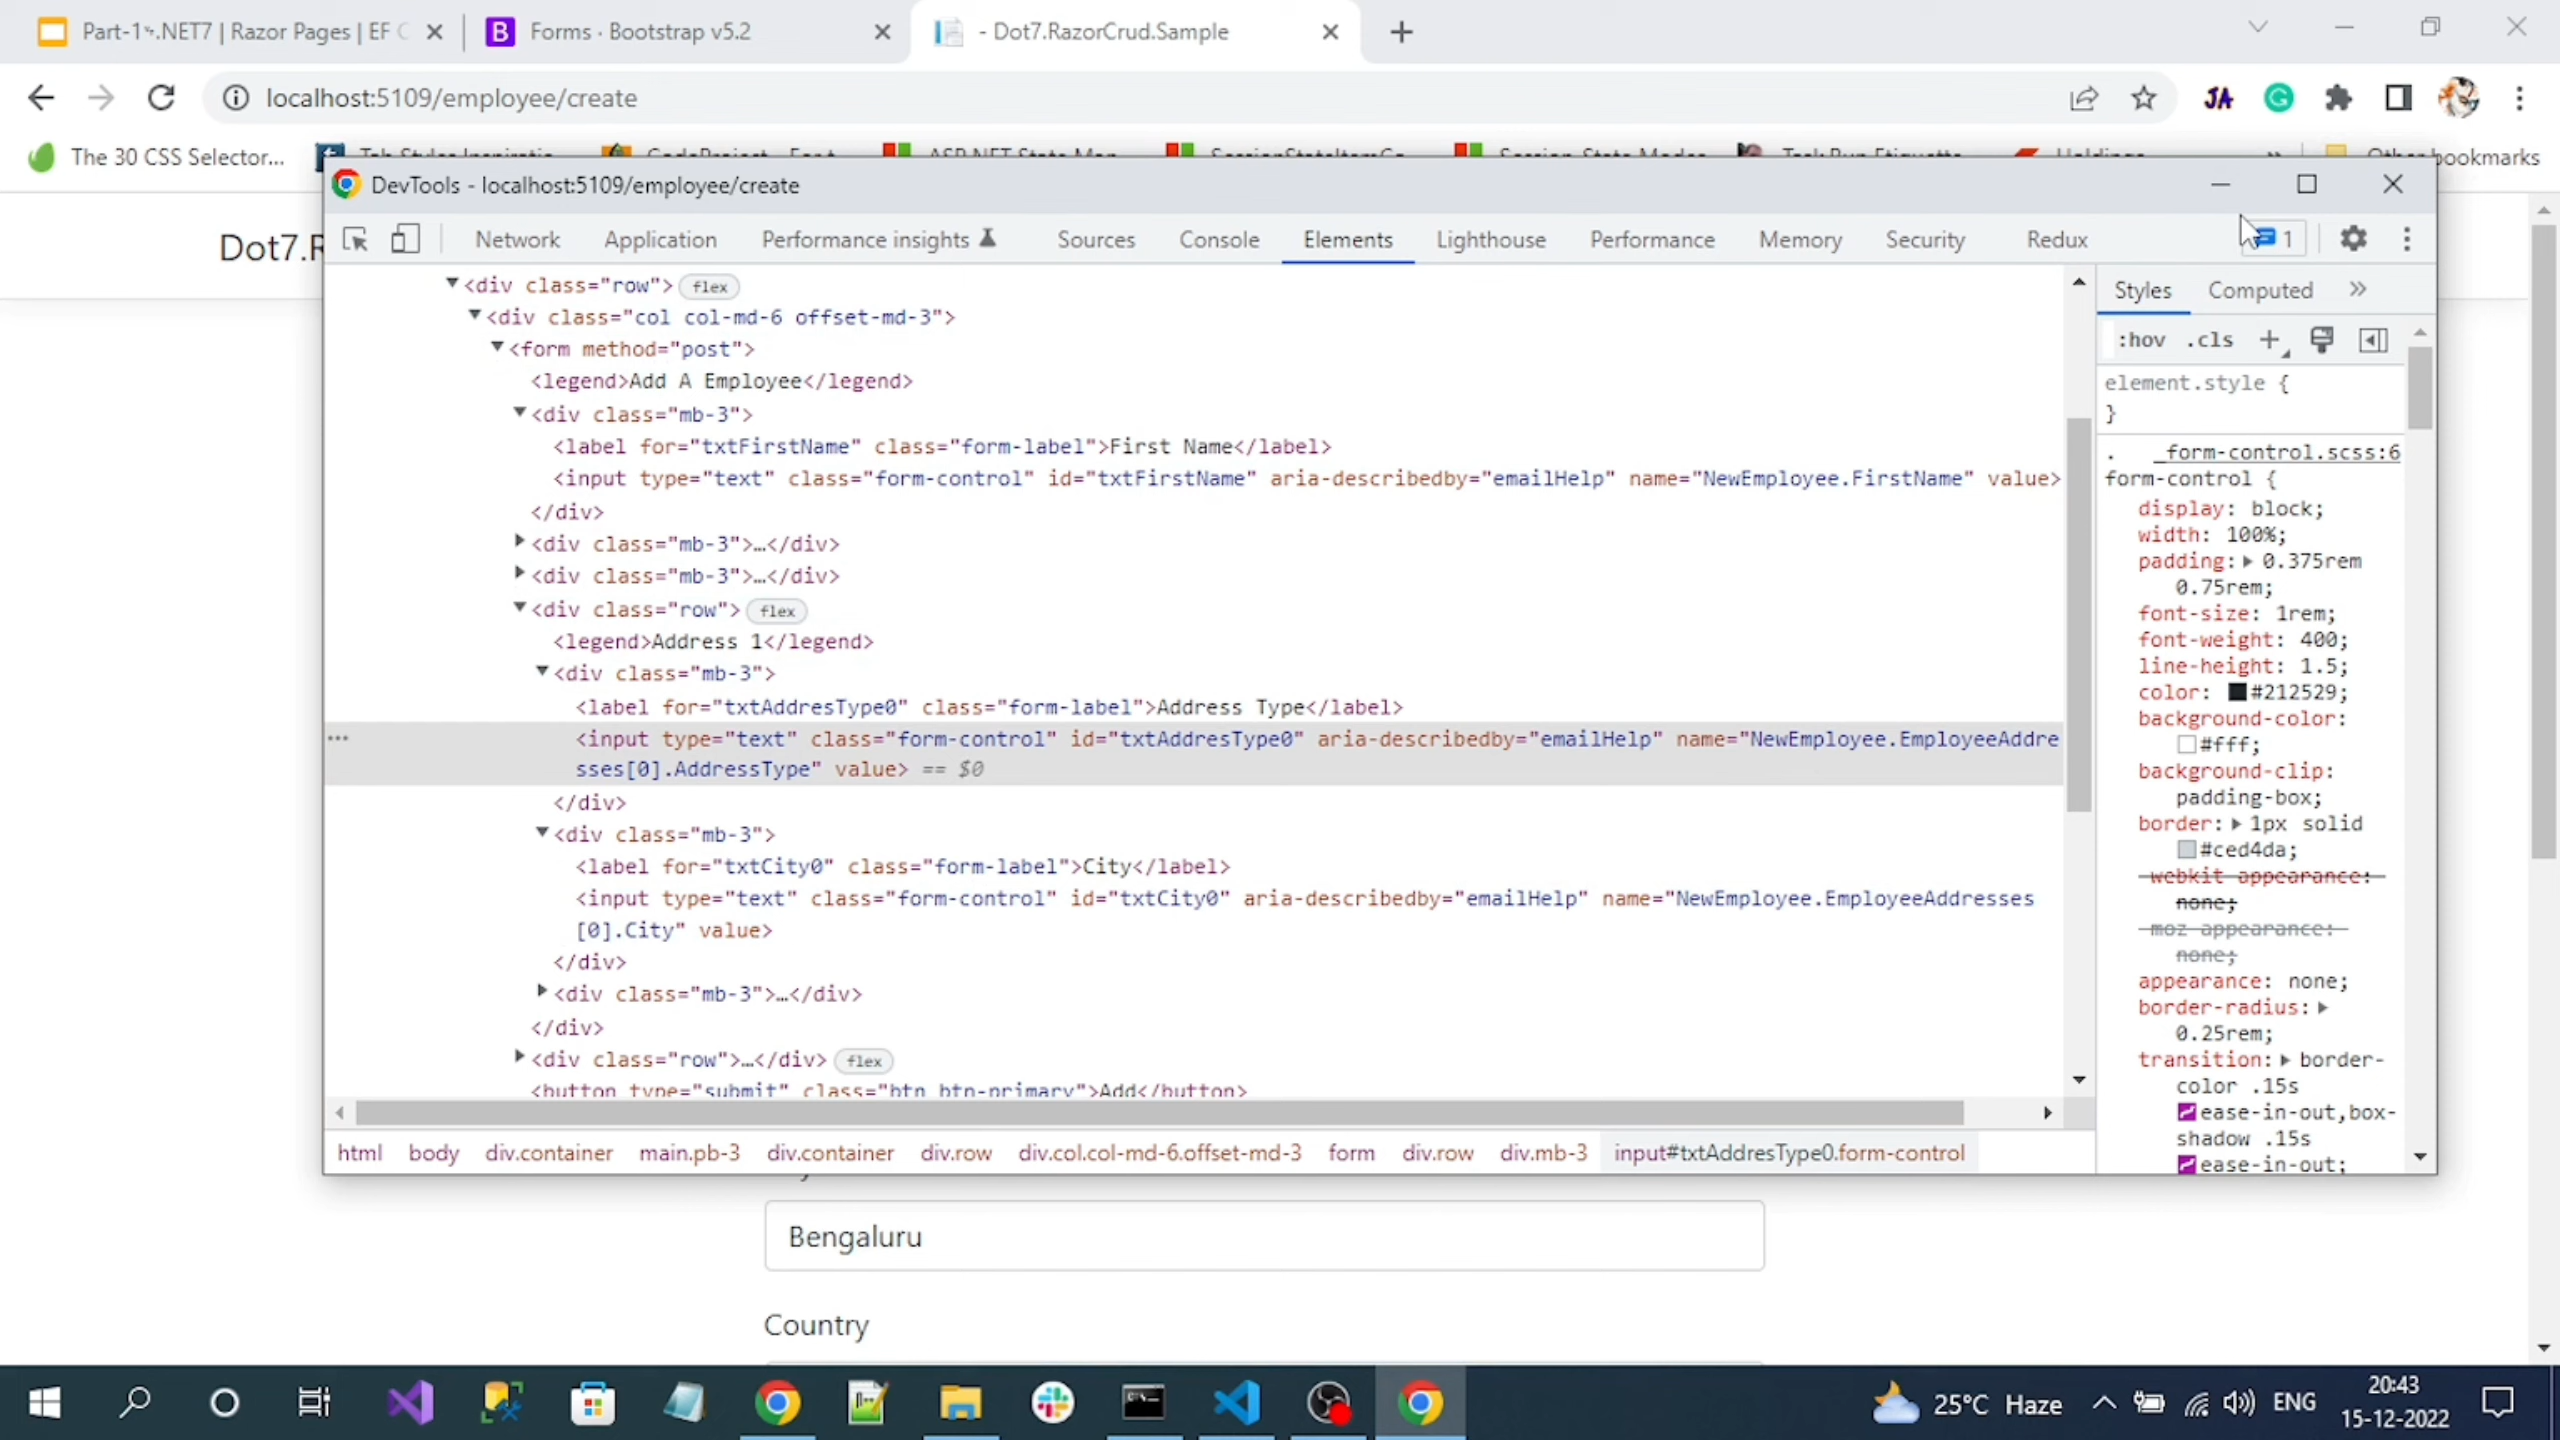 Part-1 .NET7 | Razor Pages | EF C
Forms · Bootstrap v5.2
- Dot7.RazorCrud.Sample
localhost:5109/employee/create
The 30 CSS Selector...
Other bookmarks
DevTools - localhost:5109/employee/create
Dot7.R
Network Application Performance insights Sources Console Elements Lighthouse Performance Memory Security Redux 1
<div class="row"> flex
<div class="col col-md-6 offset-md-3">
<form method="post">
<legend>Add A Employee</legend>
<div class="mb-3">
<label for="txtFirstName" class="form-label">First Name</label>
<input type="text" class="form-control" id="txtFirstName" aria-describedby="emailHelp" name="NewEmployee.FirstName" value>
</div>
<div class="mb-3">…</div>
<div class="mb-3">…</div>
<div class="row"> flex
<legend>Address 1</legend>
<div class="mb-3">
<label for="txtAddresType0" class="form-label">Address Type</label>
<input type="text" class="form-control" id="txtAddresType0" aria-describedby="emailHelp" name="NewEmployee.EmployeeAddre
sses[0].AddressType" value> == $0
</div>
<div class="mb-3">
<label for="txtCity0" class="form-label">City</label>
<input type="text" class="form-control" id="txtCity0" aria-describedby="emailHelp" name="NewEmployee.EmployeeAddresses
[0].City" value>
</div>
<div class="mb-3">…</div>
</div>
<div class="row">…</div> flex
<button type="submit" class="btn btn-primary">Add</button>
html body div.container main.pb-3 div.container div.row div.col.col-md-6.offset-md-3 form div.row div.mb-3 input#txtAddresType0.form-control
Styles Computed »
:hov .cls +
element.style {
}
. _form-control.scss:6
form-control {
display: block;
width: 100%;
padding: 0.375rem
0.75rem;
font-size: 1rem;
font-weight: 400;
line-height: 1.5;
color: #212529;
background-color:
#fff;
background-clip:
padding-box;
border: 1px solid
#ced4da;
-webkit-appearance:
none;
-moz-appearance:
none;
appearance: none;
border-radius:
0.25rem;
transition: border-
color .15s
ease-in-out,box-
shadow .15s
ease-in-out;
Bengaluru
Country
25°C Haze
ENG
20:43
15-12-2022